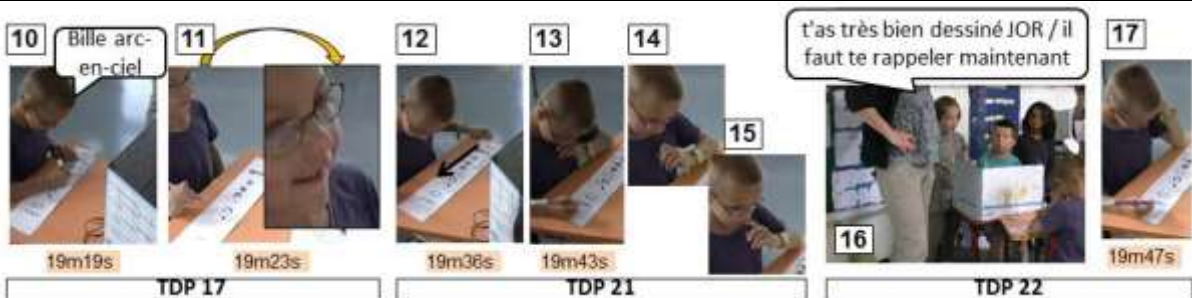 10
Bille arc-
en-ciel
11
12
13
14
15
t'as très bien dessiné JOR / il
faut te rappeler maintenant
16
17
19m19s
19m23s
19m36s
19m43s
19m47s
TDP 17
TDP 21
TDP 22